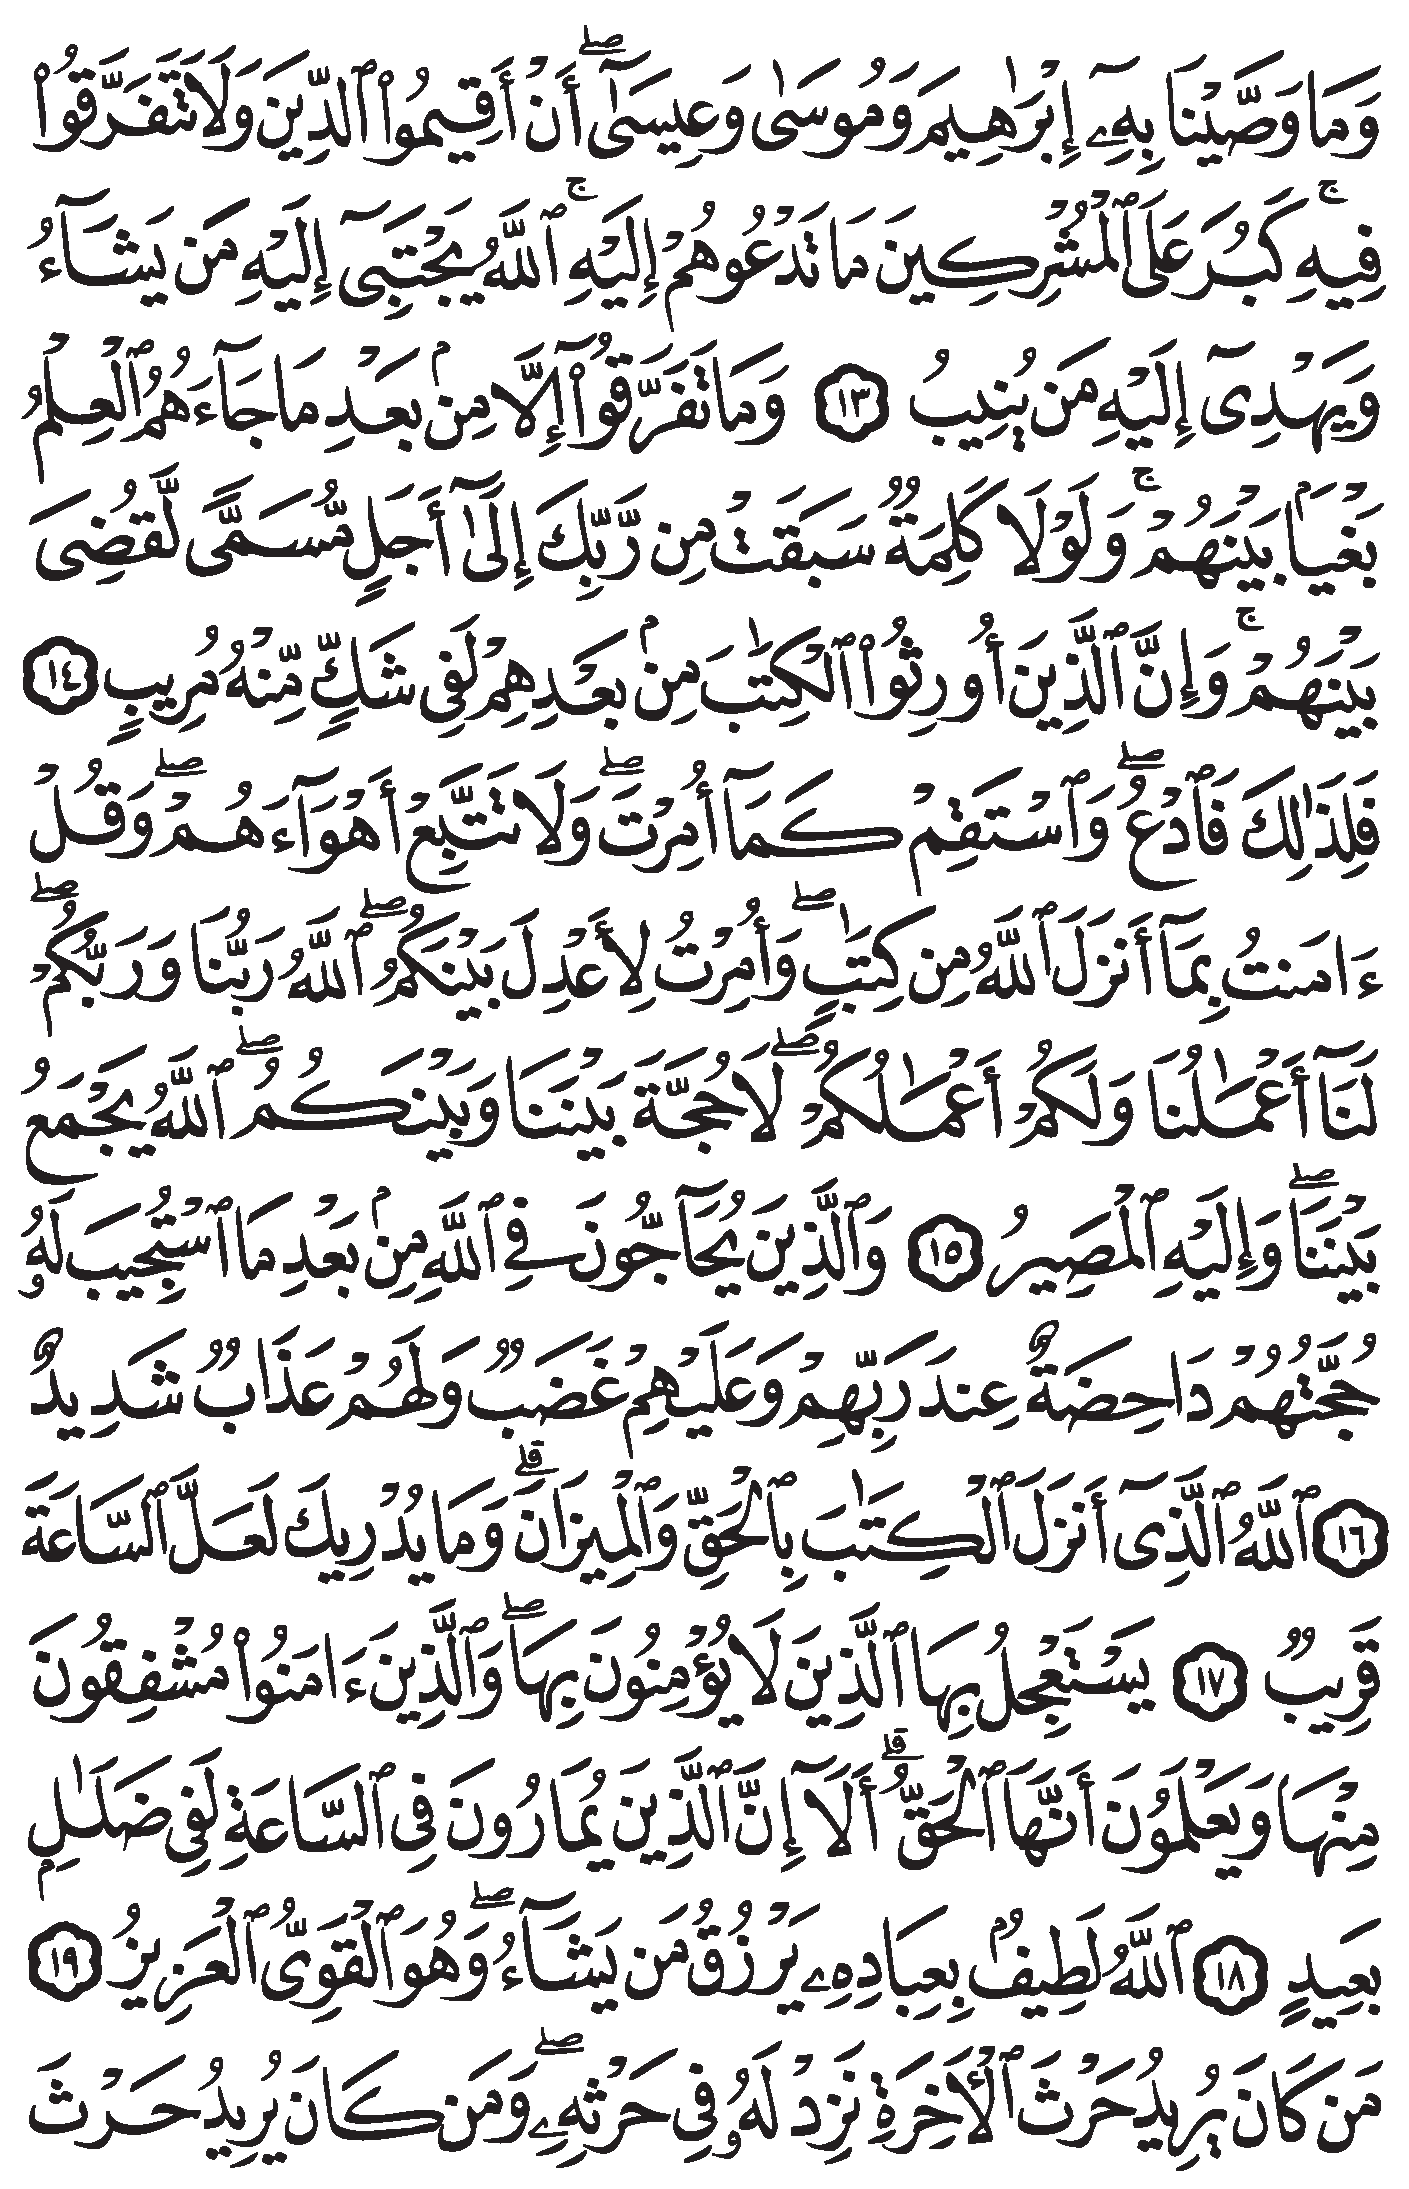 وَمَا وَصَّيْنَا بِهِۦٓ إِبْرَٰهِيمَ وَمُوسَىٰ وَعِيسَىٰٓ ۖ أَنْ أَقِيمُوا۟ ٱلدِّينَ وَلَا تَتَفَرَّقُوا۟
فِيهِ ۚ كَبُرَ عَلَى ٱلْمُشْرِكِينَ مَا تَدْعُوهُمْ إِلَيْهِ ۚ ٱللَّهُ يَجْتَبِىٓ إِلَيْهِ مَن يَشَآءُ
وَيَهْدِىٓ إِلَيْهِ مَن يُنِيبُ ١٣ وَمَا تَفَرَّقُوٓا۟ إِلَّا مِنۢ بَعْدِ مَا جَآءَهُمُ ٱلْعِلْمُ
بَغْيًۢا بَيْنَهُمْ ۚ وَلَوْلَا كَلِمَةٌ سَبَقَتْ مِن رَّبِّكَ إِلَىٰٓ أَجَلٍ مُّسَمًّى لَّقُضِىَ
بَيْنَهُمْ ۚ وَإِنَّ ٱلَّذِينَ أُورِثُوا۟ ٱلْكِتَٰبَ مِنۢ بَعْدِهِمْ لَفِى شَكٍّ مِّنْهُ مُرِيبٍ ١٤
فَلِذَٰلِكَ فَٱدْعُ ۖ وَٱسْتَقِمْ كَمَآ أُمِرْتَ ۖ وَلَا تَتَّبِعْ أَهْوَآءَهُمْ ۖ وَقُلْ
ءَامَنتُ بِمَآ أَنزَلَ ٱللَّهُ مِن كِتَٰبٍ ۖ وَأُمِرْتُ لِأَعْدِلَ بَيْنَكُمُ ۖ ٱللَّهُ رَبُّنَا وَرَبُّكُمْ ۖ
لَنَآ أَعْمَٰلُنَا وَلَكُمْ أَعْمَٰلُكُمْ ۖ لَا حُجَّةَ بَيْنَنَا وَبَيْنَكُمُ ۖ ٱللَّهُ يَجْمَعُ
بَيْنَنَا ۖ وَإِلَيْهِ ٱلْمَصِيرُ ١٥ وَٱلَّذِينَ يُحَآجُّونَ فِى ٱللَّهِ مِنۢ بَعْدِ مَا ٱسْتُجِيبَ لَهُۥ
حُجَّتُهُمْ دَاحِضَةٌ عِندَ رَبِّهِمْ وَعَلَيْهِمْ غَضَبٌ وَلَهُمْ عَذَابٌ شَدِيدٌ
١٦ ٱللَّهُ ٱلَّذِىٓ أَنزَلَ ٱلْكِتَٰبَ بِٱلْحَقِّ وَٱلْمِيزَانَ ۗ وَمَا يُدْرِيكَ لَعَلَّ ٱلسَّاعَةَ
قَرِيبٌ ١٧ يَسْتَعْجِلُ بِهَا ٱلَّذِينَ لَا يُؤْمِنُونَ بِهَا ۖ وَٱلَّذِينَ ءَامَنُوا۟ مُشْفِقُونَ
مِنْهَا وَيَعْلَمُونَ أَنَّهَا ٱلْحَقُّ ۗ أَلَآ إِنَّ ٱلَّذِينَ يُمَارُونَ فِى ٱلسَّاعَةِ لَفِى ضَلَٰلٍۭ
بَعِيدٍ ١٨ ٱللَّهُ لَطِيفٌۢ بِعِبَادِهِۦ يَرْزُقُ مَن يَشَآءُ ۖ وَهُوَ ٱلْقَوِىُّ ٱلْعَزِيزُ ١٩
مَن كَانَ يُرِيدُ حَرْثَ ٱلْءَاخِرَةِ نَزِدْ لَهُۥ فِى حَرْثِهِۦ ۖ وَمَن كَانَ يُرِيدُ حَرْثَ